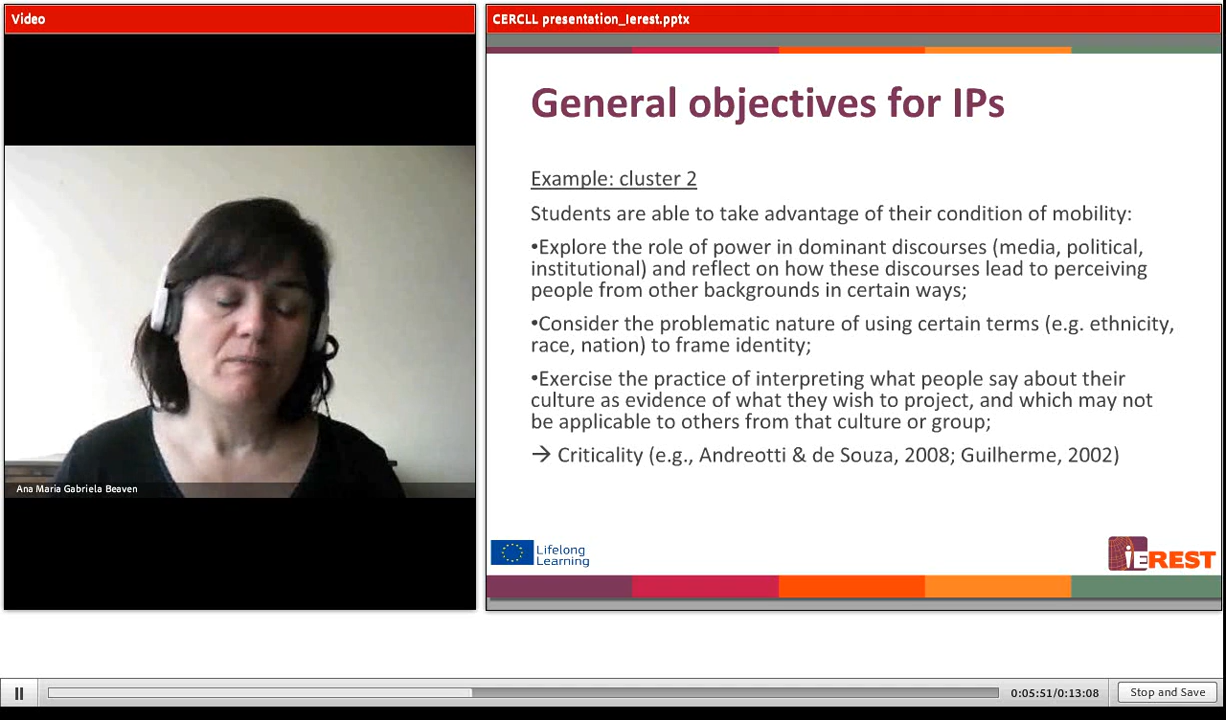 Video
CERCLL presentation_ierest.pptx
General objectives for IPs
Example: cluster 2
Students are able to take advantage of their condition of mobility:
•Explore the role of power in dominant discourses (media, political,
institutional) and reflect on how these discourses lead to perceiving
people from other backgrounds in certain ways;
•Consider the problematic nature of using certain terms (e.g. ethnicity,
race, nation) to frame identity;
•Exercise the practice of interpreting what people say about their
culture as evidence of what they wish to project, and which may not
be applicable to others from that culture or group;
→ Criticality (e.g., Andreotti & de Souza, 2008; Guilherme, 2002)
Ana Maria Gabriela Beaven
Lifelong
Learning
iEREST
0:05:51/0:13:08
Stop and Save